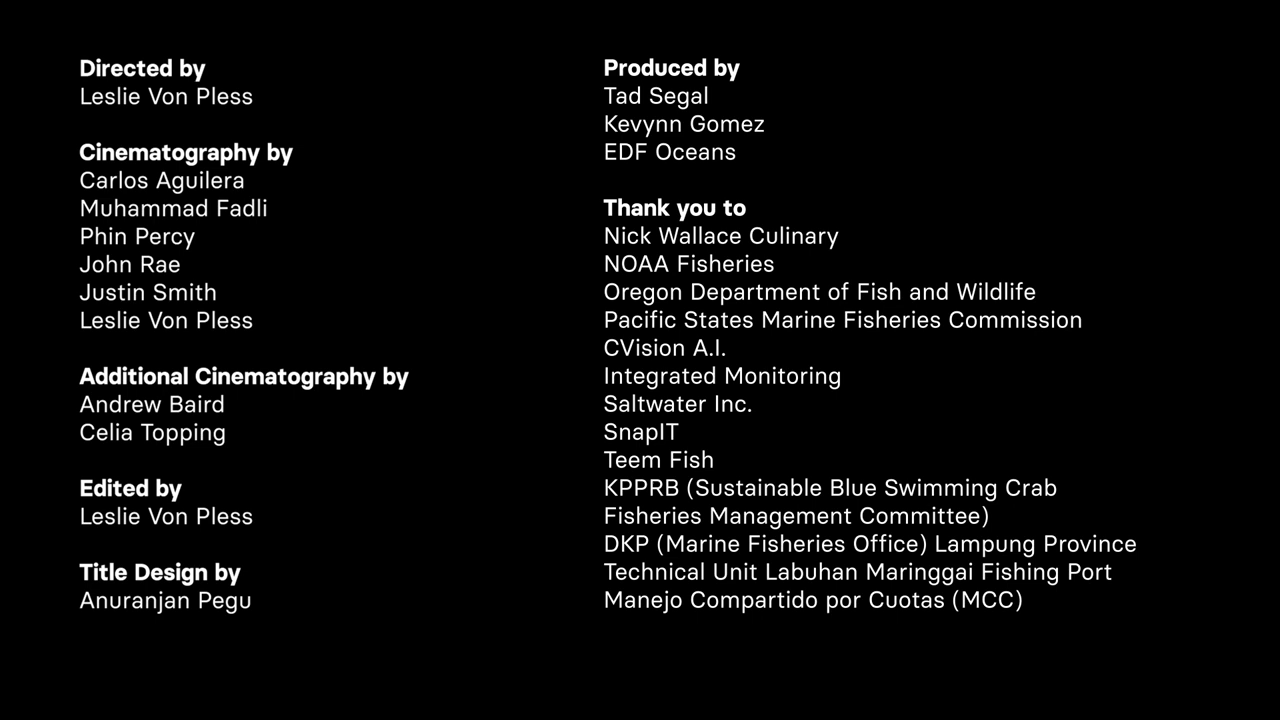 Directed by
Leslie Von Pless
Cinematography by
Carlos Aguilera
Muhammad Fadli
Phin Percy
John Rae
Justin Smith
Leslie Von Pless
Additional Cinematography by
Andrew Baird
Celia Topping
Edited by
Leslie Von Pless
Title Design by
Anuranjan Pegu
Produced by
Tad Segal
Kevynn Gomez
EDF Oceans
Thank you to
Nick Wallace Culinary
NOAA Fisheries
Oregon Department of Fish and Wildlife
Pacific States Marine Fisheries Commission
CVision A.I.
Integrated Monitoring
Saltwater Inc.
SnapIT
Teem Fish
KPPRB (Sustainable Blue Swimming Crab
Fisheries Management Committee)
DKP (Marine Fisheries Office) Lampung Province
Technical Unit Labuhan Maringgai Fishing Port
Manejo Compartido por Cuotas (MCC)